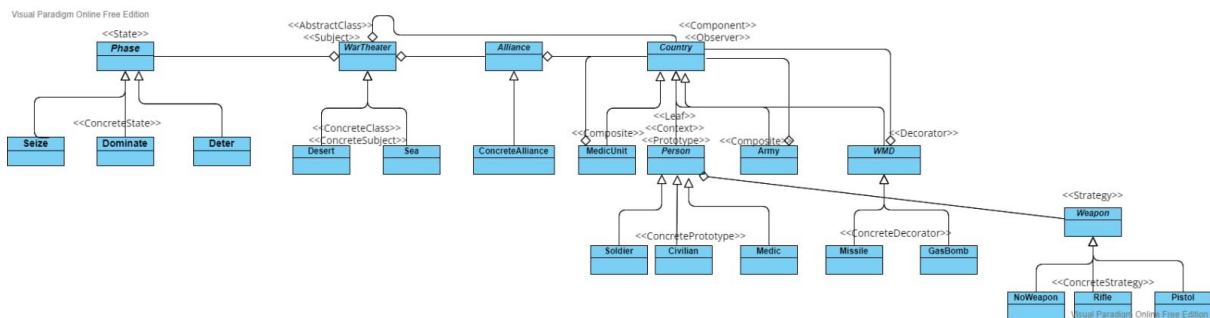 Visual Paradigm Online Free Edition
<<State>>
<<AbstractClass>>
<<Subject>>
<<Component>>
<<Observer>>
Phase
WarTheater
Alliance
Country
<<ConcreteState>>
<<ConcreteClass>>
<<ConcreteSubject>>
<<Composite>>
<<Leaf>>
<<Context>>
<<Prototype>>
<<Composite>>
<<Decorator>>
Seize
Dominate
Deter
Desert
Sea
ConcreteAlliance
MedicUnit
Person
Army
WMD
<<Strategy>>
Weapon
<<ConcretePrototype>>
<<ConcreteDecorator>>
Soldier
Civilian
Medic
Missile
GasBomb
<<ConcreteStrategy>>
NoWeapon
Rifle
Pistol
Visual Paradigm Online Free Edition